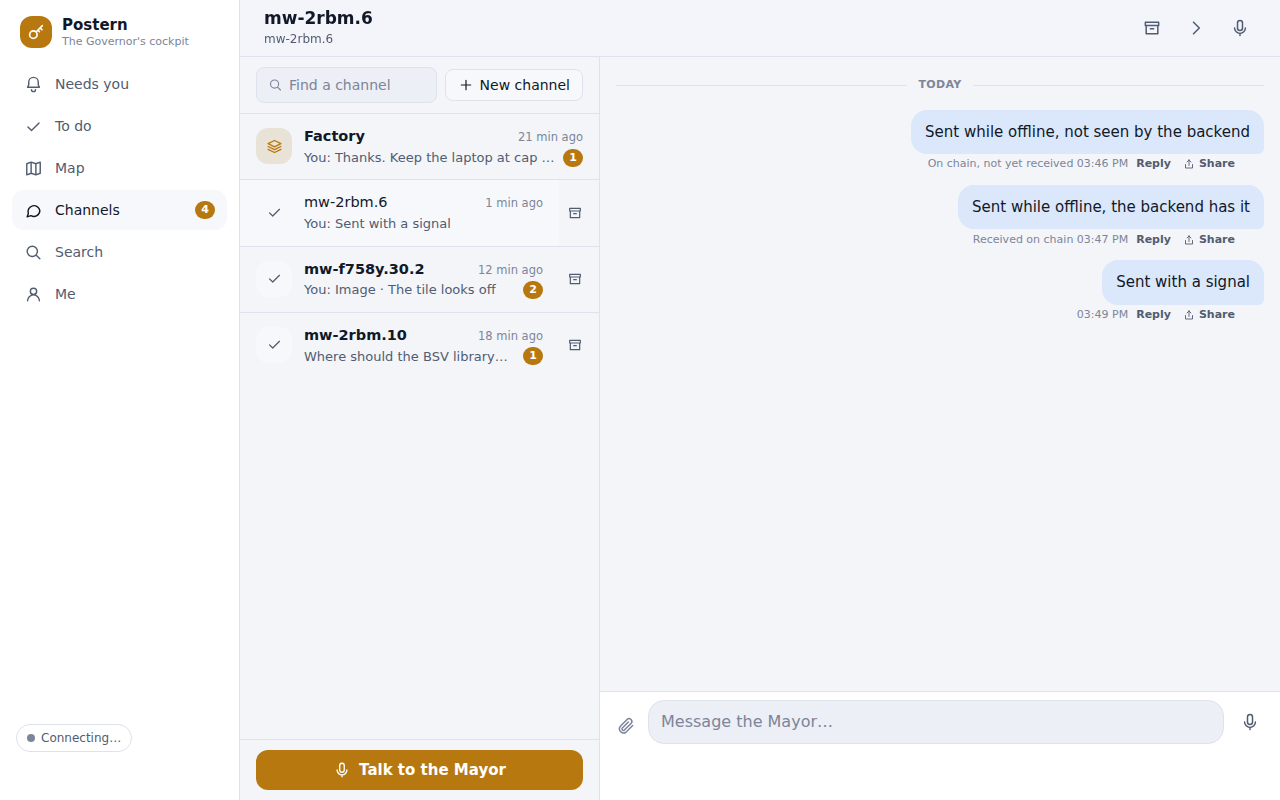 Postern
The Governor's cockpit
Needs you
To do
Map
Channels 4
Search
Me
Connecting…
mw-2rbm.6
mw-2rbm.6
Find a channel
New channel
Factory 21 min ago
You: Thanks. Keep the laptop at cap … 1
mw-2rbm.6 1 min ago
You: Sent with a signal
mw-f758y.30.2 12 min ago
You: Image · The tile looks off 2
mw-2rbm.10 18 min ago
Where should the BSV library… 1
Talk to the Mayor
TODAY
Sent while offline, not seen by the backend
On chain, not yet received 03:46 PM Reply Share
Sent while offline, the backend has it
Received on chain 03:47 PM Reply Share
Sent with a signal
03:49 PM Reply Share
Message the Mayor…